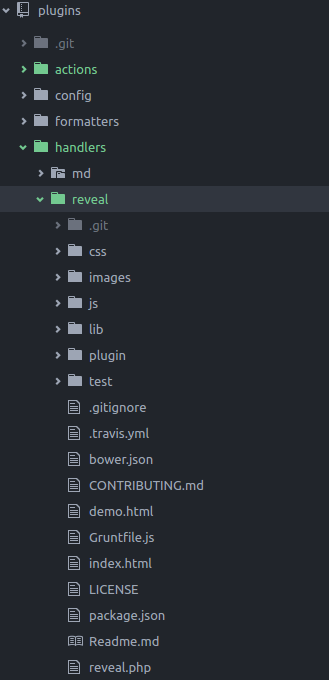 plugins
.git
actions
config
formatters
handlers
md
reveal
.git
css
images
js
lib
plugin
test
.gitignore
.travis.yml
bower.json
CONTRIBUTING.md
demo.html
Gruntfile.js
index.html
LICENSE
package.json
Readme.md
reveal.php